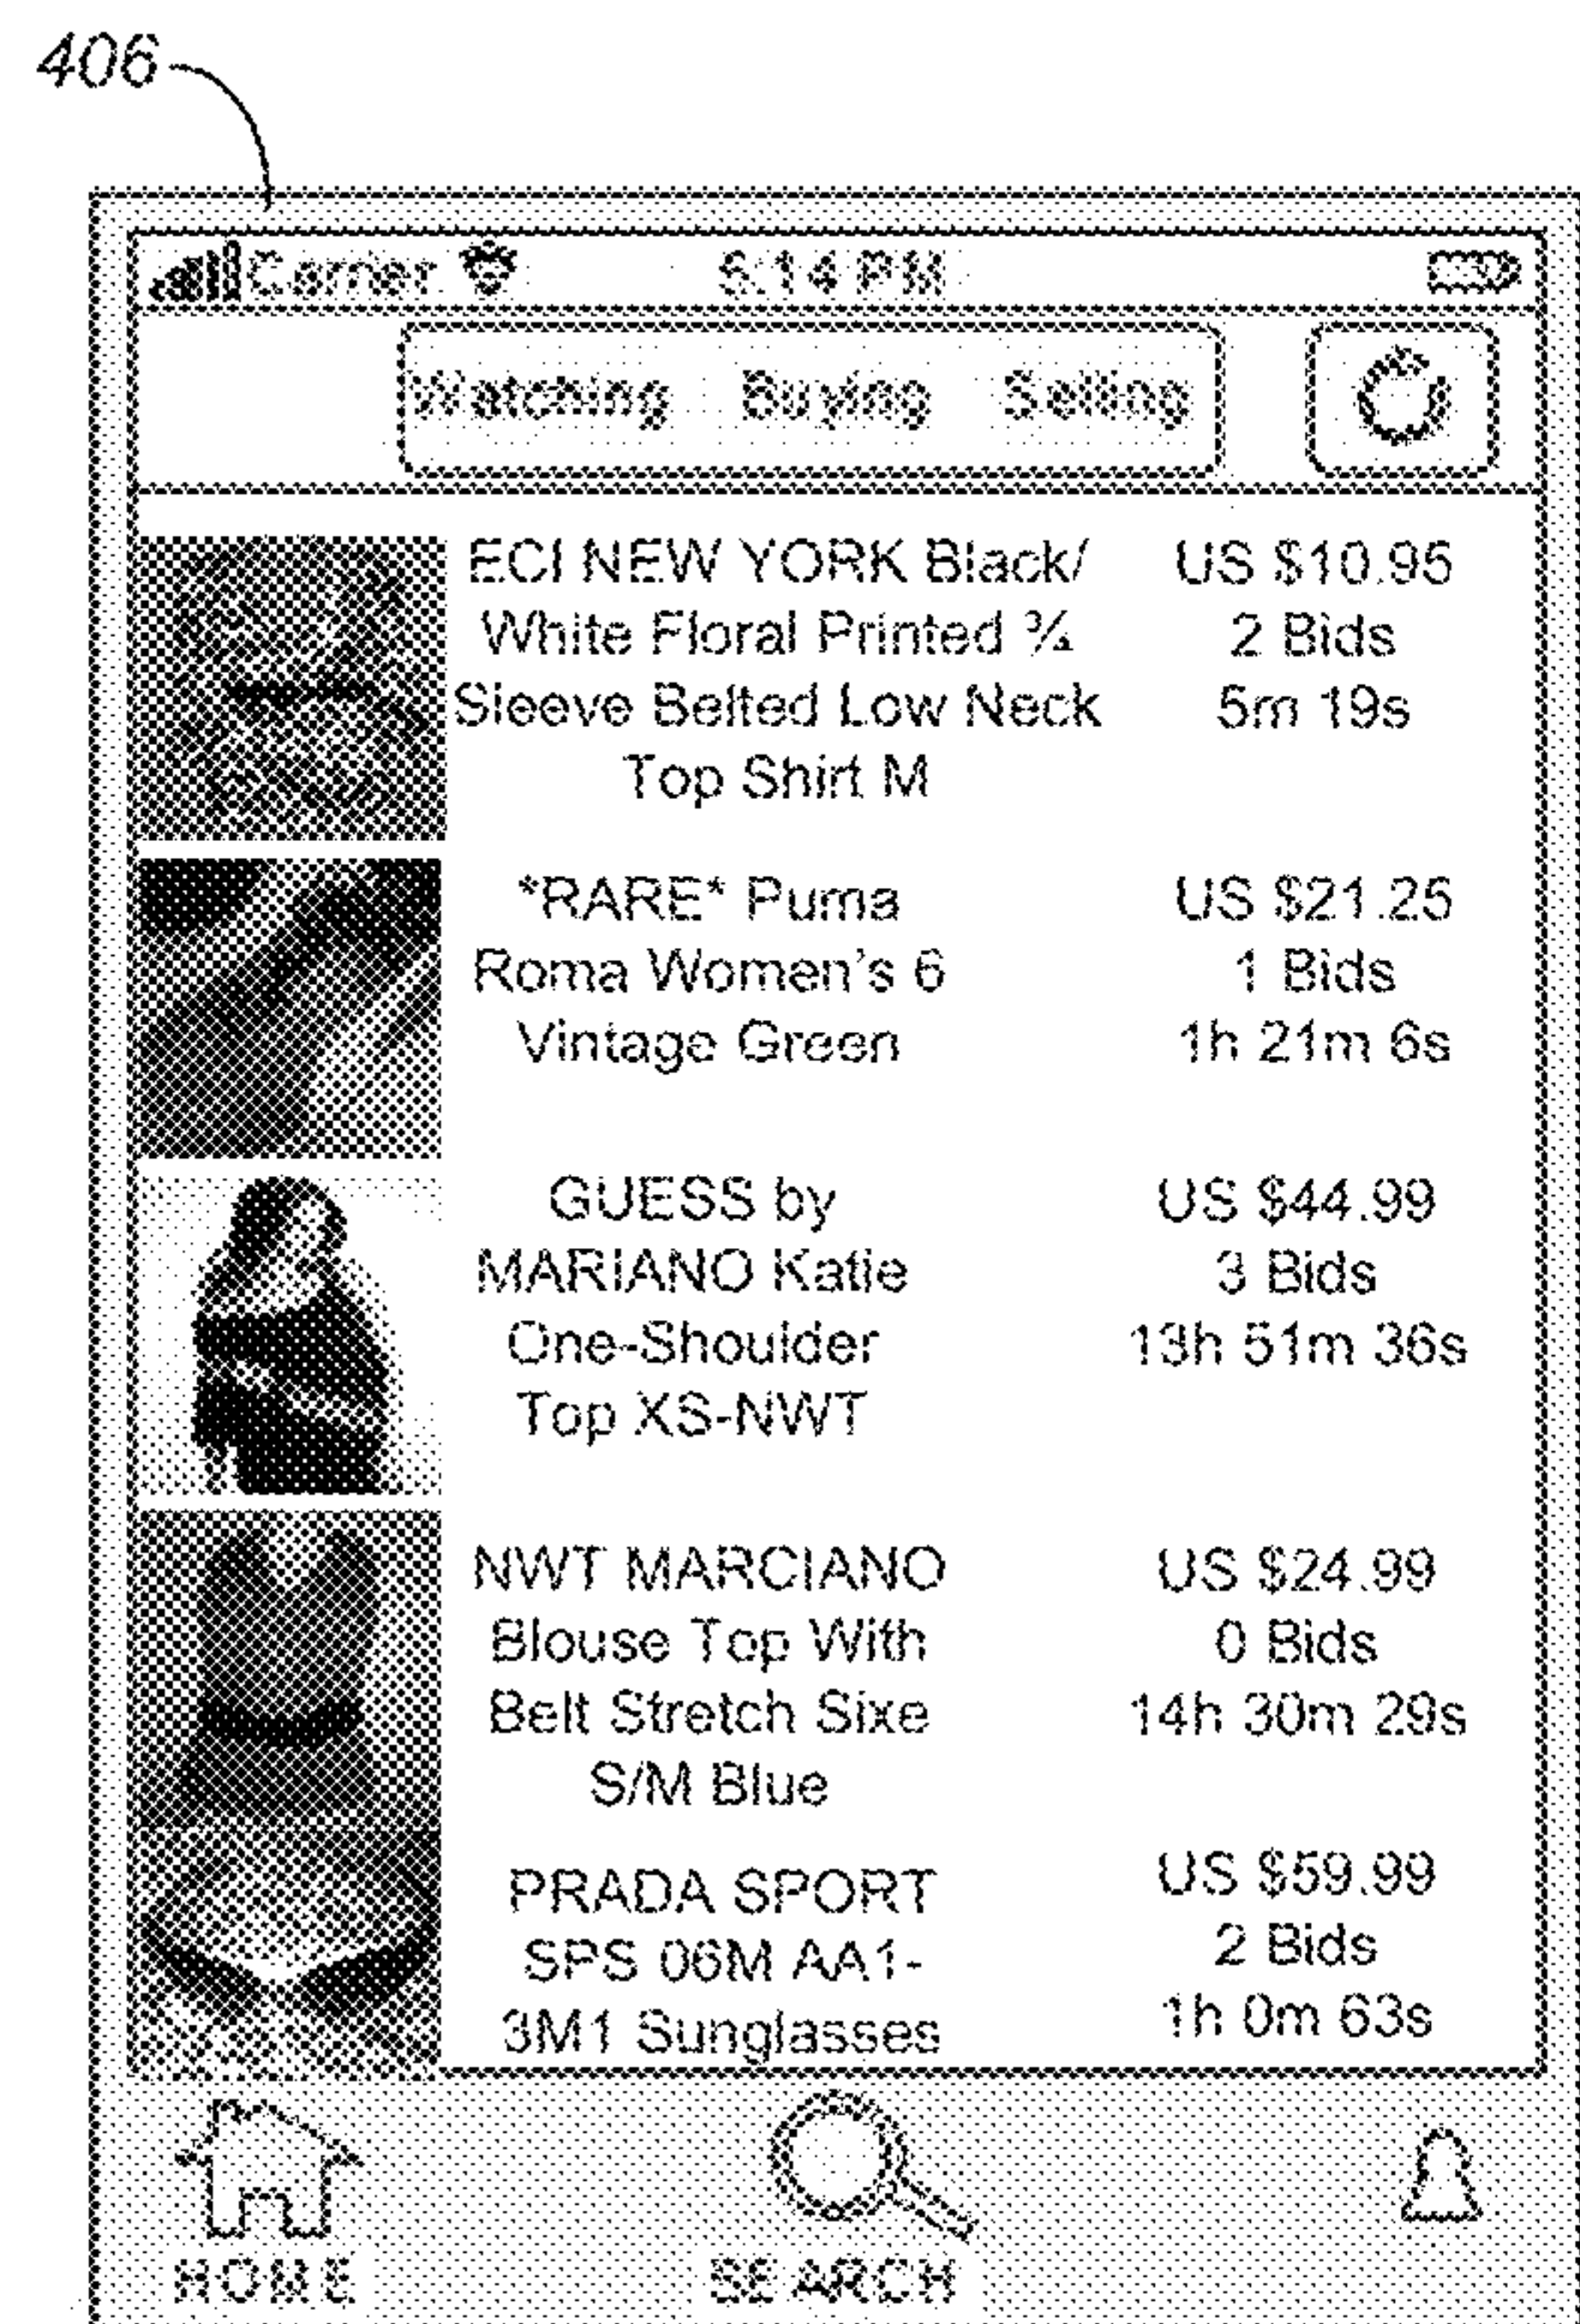 406
Carrier 6:14 PM
Watching Buying Selling
ECI NEW YORK Black/ US $10.95
White Floral Printed ¾ 2 Bids
Sleeve Belted Low Neck 5m 19s
Top Shirt M
*RARE* Puma US $21.25
Roma Women's 6 1 Bids
Vintage Green 1h 21m 6s
GUESS by US $44.99
MARIANO Katie 3 Bids
One-Shoulder 13h 51m 36s
Top XS-NWT
NWT MARCIANO US $24.99
Blouse Top With 0 Bids
Belt Stretch Sixe 14h 30m 29s
S/M Blue
PRADA SPORT US $59.99
SPS 06M AA1- 2 Bids
3M1 Sunglasses 1h 0m 63s
HOME SEARCH